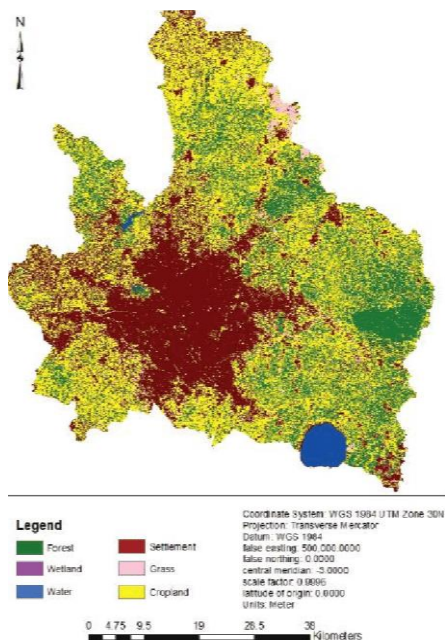 N
Legend
Forest
Wetland
Water
Settlement
Grass
Cropland
Coordinate System: WGS 1984 UTM Zone 30N
Projection: Transverse Mercator
Datum: WGS 1984
false easting: 500,000.0000
false northing: 0.0000
central meridian: -3.0000
scale factor: 0.9996
latitude of origin: 0.0000
Units: Meter
0 4.75 9.5 19 28.5 38
Kilometers